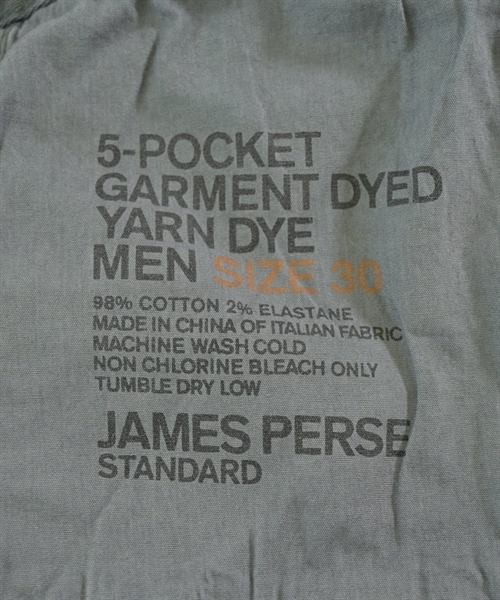 5-POCKET
GARMENT DYED
YARN DYE
MEN SIZE 30
98% COTTON 2% ELASTANE
MADE IN CHINA OF ITALIAN FABRIC
MACHINE WASH COLD
NON CHLORINE BLEACH ONLY
TUMBLE DRY LOW
JAMES PERSE
STANDARD